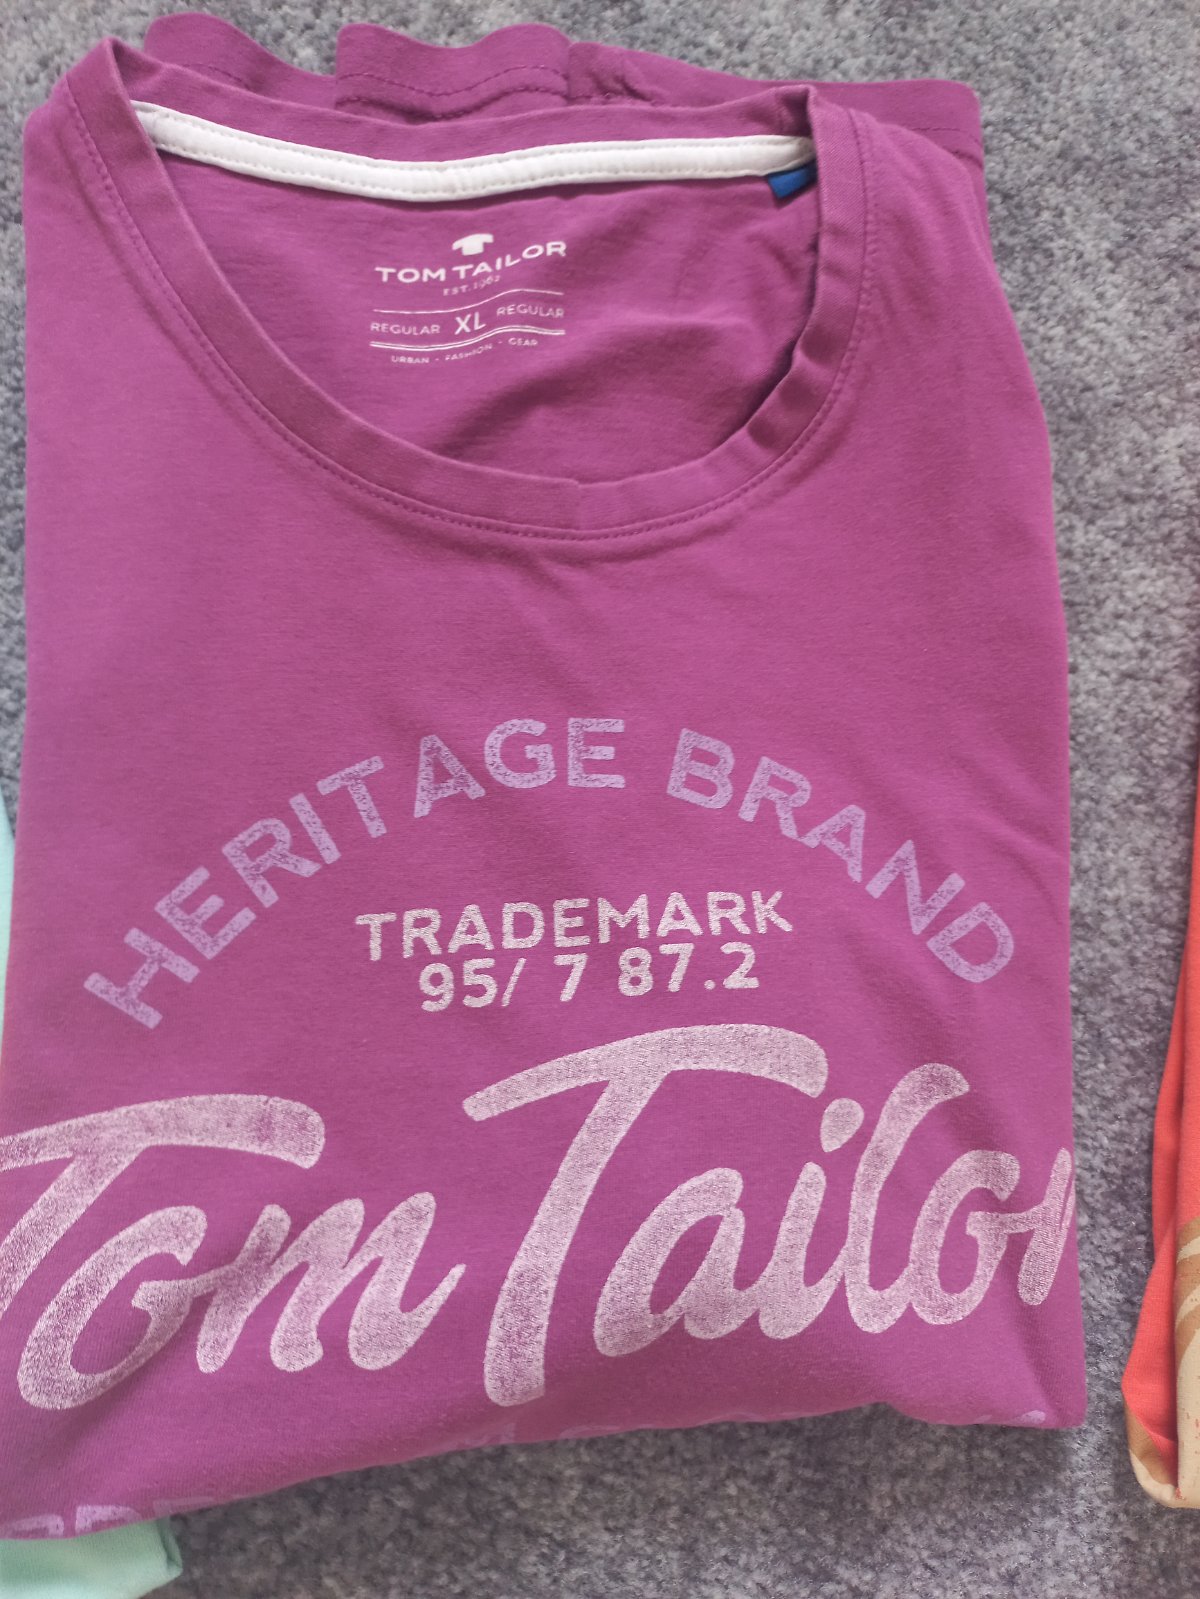 TOM TAILOR
EST. 1962
REGULAR XL REGULAR
URBAN · FASHION · GEAR
HERITAGE BRAND
TRADEMARK
95/ 7 87.2
Tom Tailor